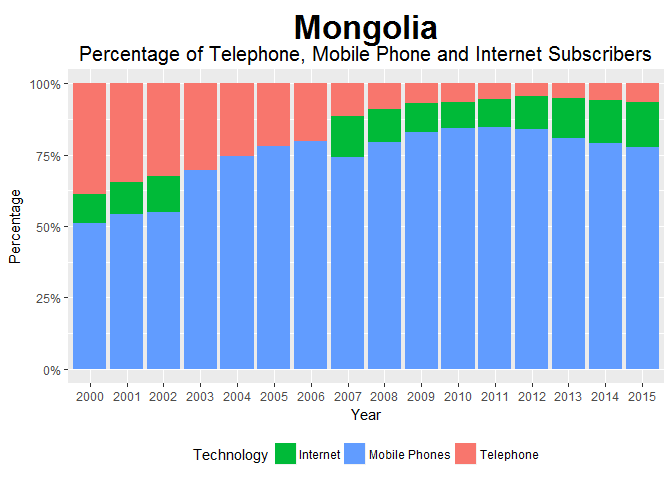 Mongolia
Percentage of Telephone, Mobile Phone and Internet Subscribers
100%
75%
50%
25%
0%
Percentage
2000 2001 2002 2003 2004 2005 2006 2007 2008 2009 2010 2011 2012 2013 2014 2015
Year
Technology Internet Mobile Phones Telephone